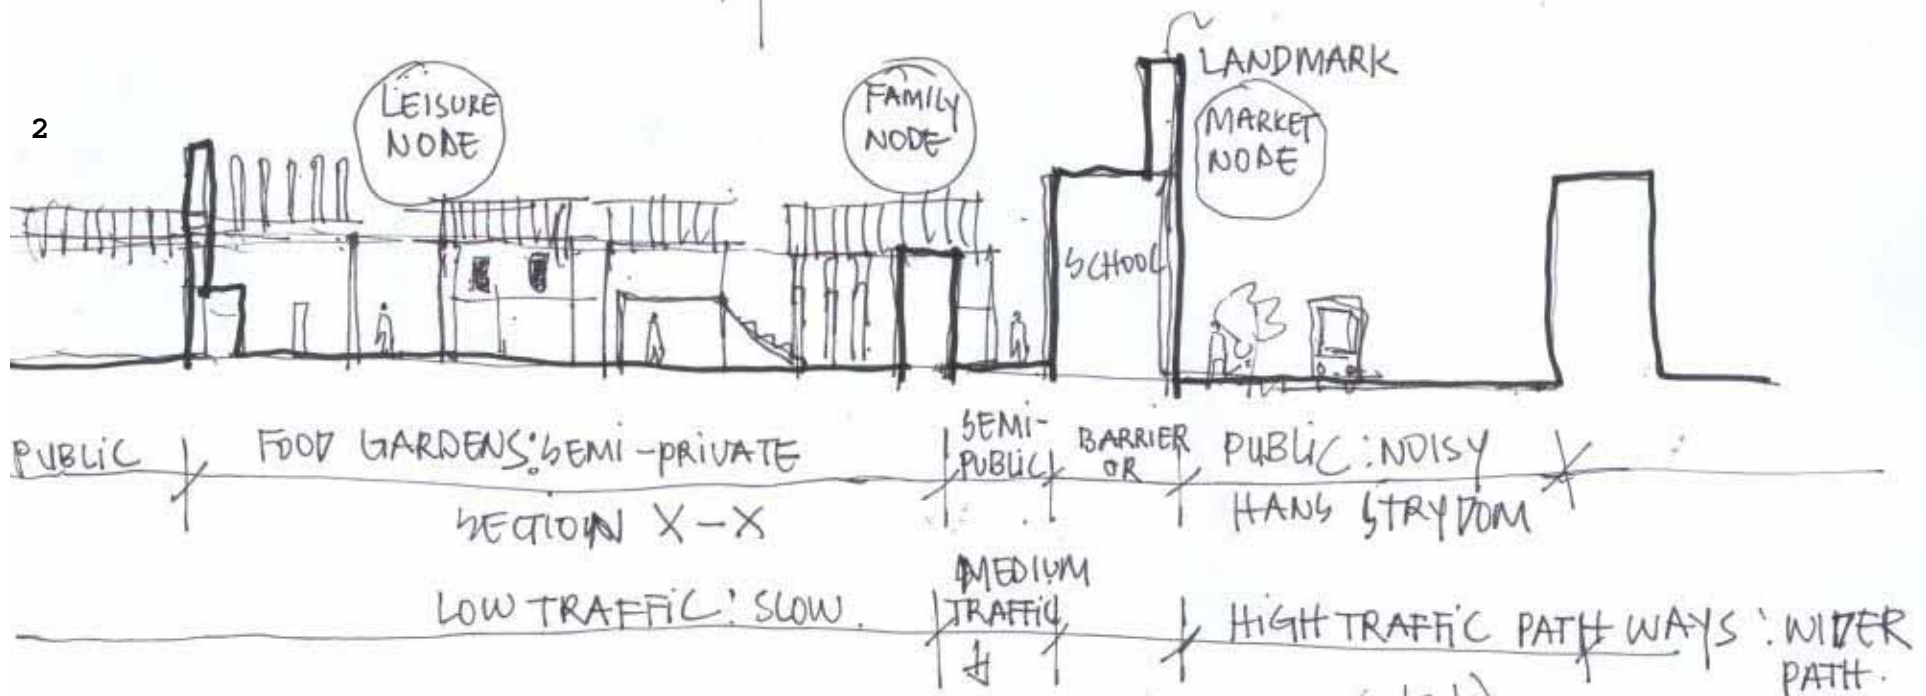 2
LANDMARK
LEISURE
NODE
FAMILY
NODE
MARKET
NODE
SCHOOL
PUBLIC
FOOD GARDENS: SEMI-PRIVATE
SEMI-
PUBLIC
BARRIER
OR
PUBLIC: NOISY
HANS STRYDOM
SECTION X-X
LOW TRAFFIC: SLOW.
MEDIUM
TRAFFIC
HIGH TRAFFIC PATH WAYS: WIDER
PATH.